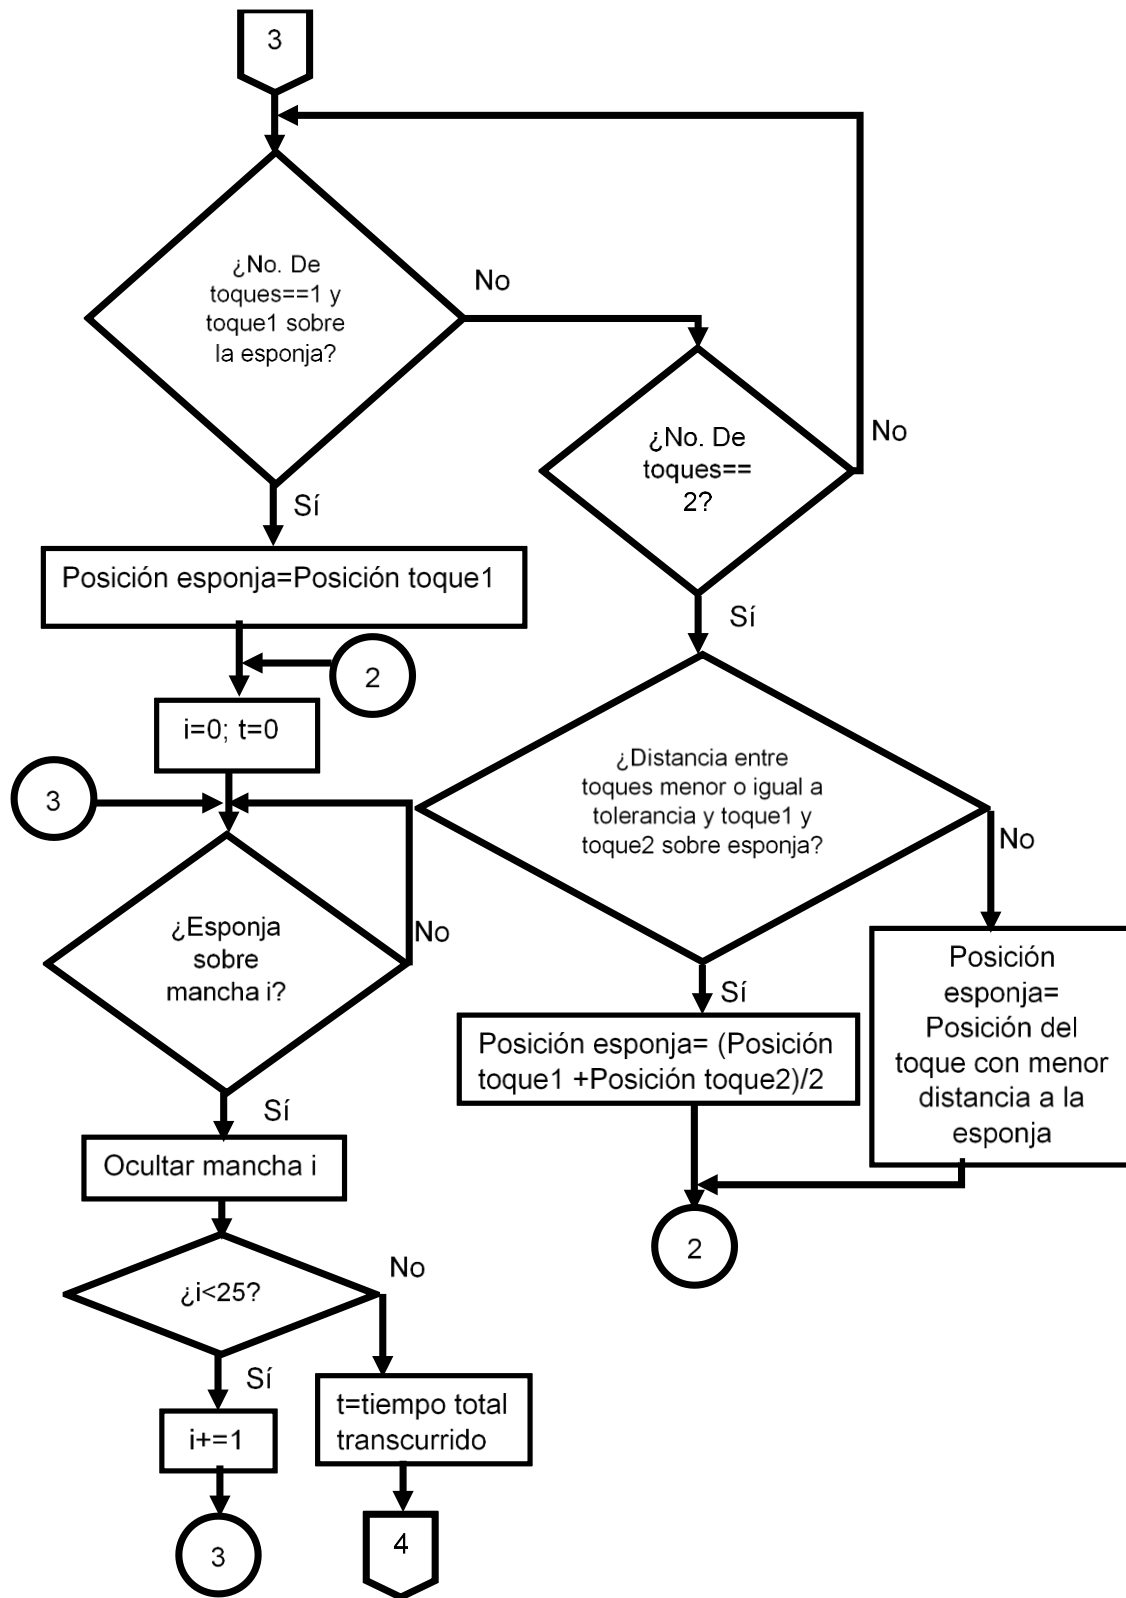 3
¿No. De
toques==1 y
toque1 sobre
la esponja?
No
¿No. De
toques==
2?
No
Sí
Posición esponja=Posición toque1
Sí
2
i=0; t=0
3
¿Distancia entre
toques menor o igual a
tolerancia y toque1 y
toque2 sobre esponja?
No
¿Esponja
sobre
mancha i?
No
Sí
Posición esponja= (Posición
toque1 +Posición toque2)/2
Posición
esponja=
Posición del
toque con menor
distancia a la
esponja
Sí
Ocultar mancha i
2
¿i<25?
No
Sí
i+=1
t=tiempo total
transcurrido
3
4